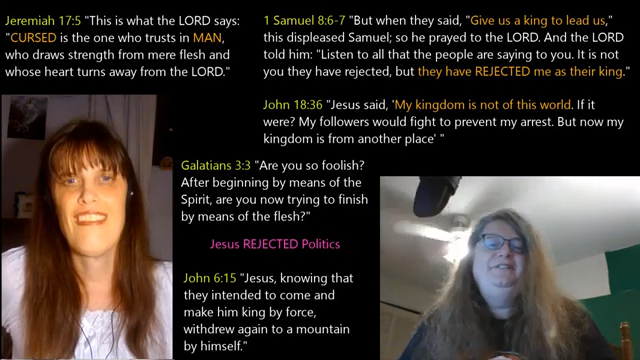 Jeremiah 17:5 "This is what the LORD says:
"CURSED is the one who trusts in MAN,
who draws strength from mere flesh and
whose heart turns away from the LORD."
1 Samuel 8:6-7 "But when they said, "Give us a king to lead us,"
this displeased Samuel; so he prayed to the LORD. And the LORD
told him: "Listen to all that the people are saying to you. It is not
you they have rejected, but they have REJECTED me as their king."
John 18:36 "Jesus said, 'My kingdom is not of this world. If it
were? My followers would fight to prevent my arrest. But now my
kingdom is from another place' "
Galatians 3:3 "Are you so foolish?
After beginning by means of the
Spirit, are you now trying to finish
by means of the flesh?"
Jesus REJECTED Politics
John 6:15 "Jesus, knowing that
they intended to come and
make him king by force,
withdrew again to a mountain
by himself."